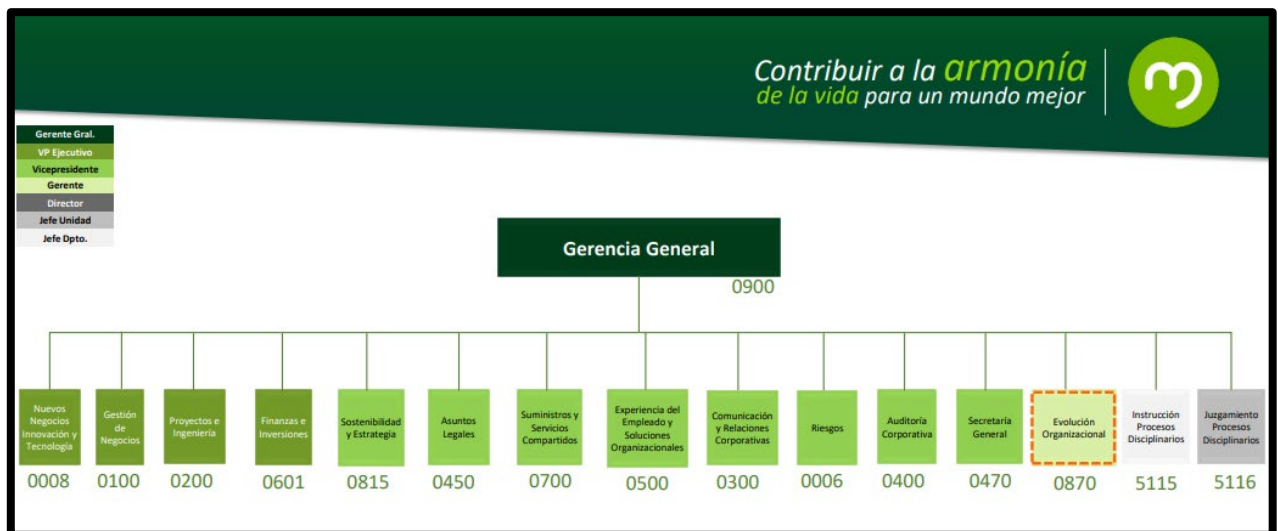 Contribuir a la armonía
de la vida para un mundo mejor
Gerente Gral.
VP Ejecutivo
Vicepresidente
Gerente
Director
Jefe Unidad
Jefe Dpto.
Gerencia General
0900
Nuevos
Negocios
Innovación y
Tecnología
0008
Gestión
de
Negocios
0100
Proyectos e
Ingeniería
0200
Finanzas e
Inversiones
0601
Sostenibilidad
y Estrategia
0815
Asuntos
Legales
0450
Suministros y
Servicios
Compartidos
0700
Experiencia del
Empleado y
Soluciones
Organizacionales
0500
Comunicación
y Relaciones
Corporativas
0300
Riesgos
0006
Auditoría
Corporativa
0400
Secretaría
General
0470
Evolución
Organizacional
0870
Instrucción
Procesos
Disciplinarios
5115
Juzgamiento
Procesos
Disciplinarios
5116